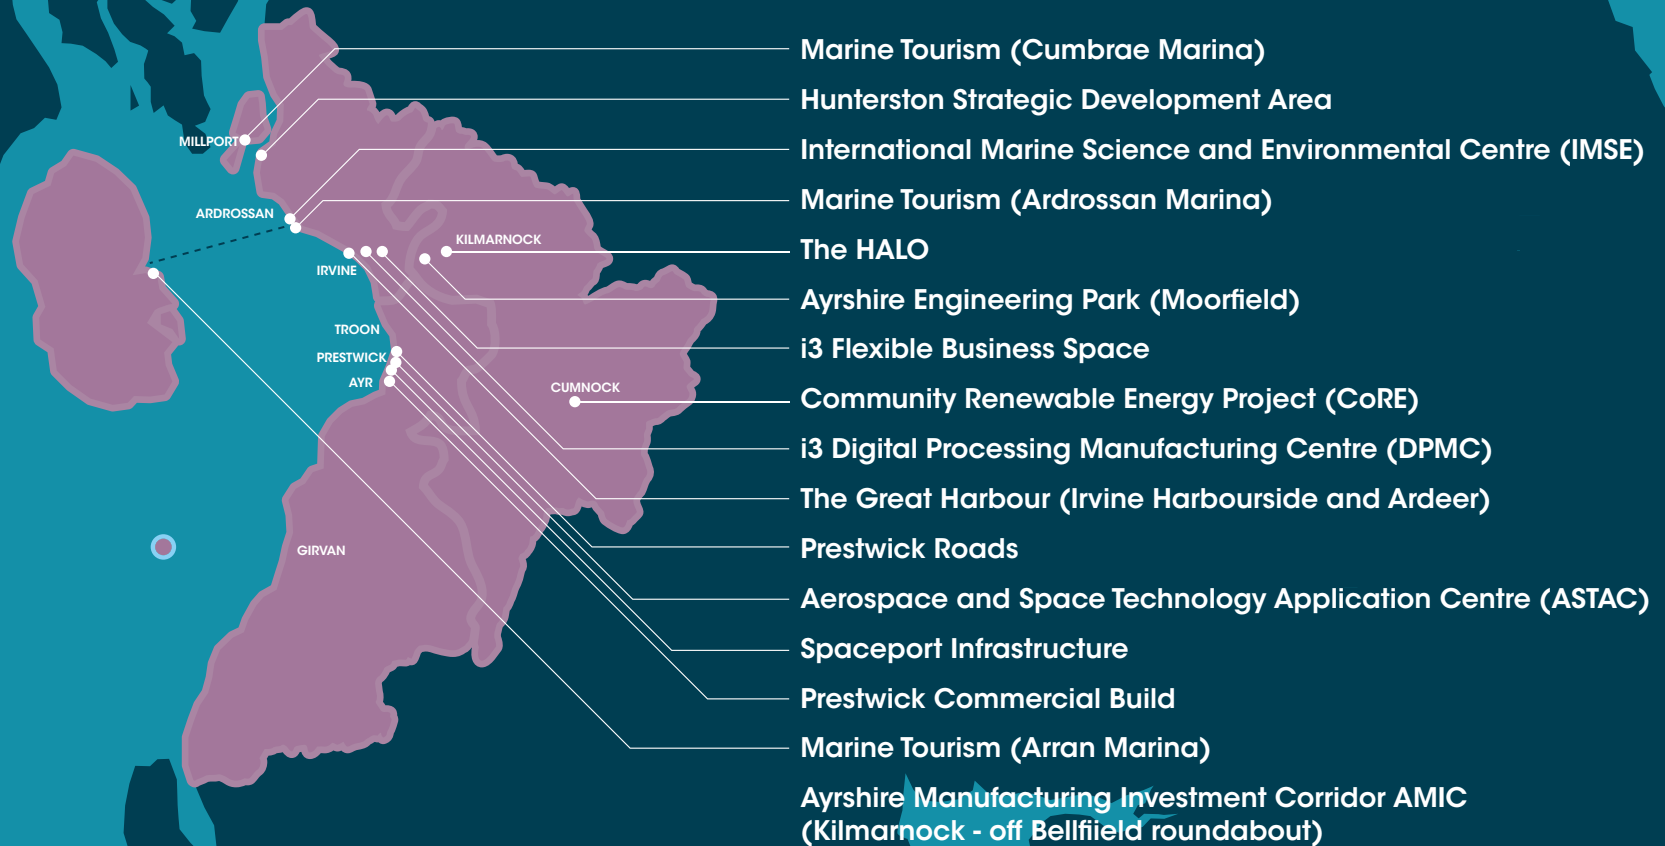 Marine Tourism (Cumbrae Marina)
Hunterston Strategic Development Area
International Marine Science and Environmental Centre (IMSE)
Marine Tourism (Ardrossan Marina)
The HALO
Ayrshire Engineering Park (Moorfield)
i3 Flexible Business Space
Community Renewable Energy Project (CoRE)
i3 Digital Processing Manufacturing Centre (DPMC)
The Great Harbour (Irvine Harbourside and Ardeer)
Prestwick Roads
Aerospace and Space Technology Application Centre (ASTAC)
Spaceport Infrastructure
Prestwick Commercial Build
Marine Tourism (Arran Marina)
Ayrshire Manufacturing Investment Corridor AMIC
(Kilmarnock - off Bellfiield roundabout)
MILLPORT
ARDROSSAN
KILMARNOCK
IRVINE
TROON
PRESTWICK
AYR
CUMNOCK
GIRVAN